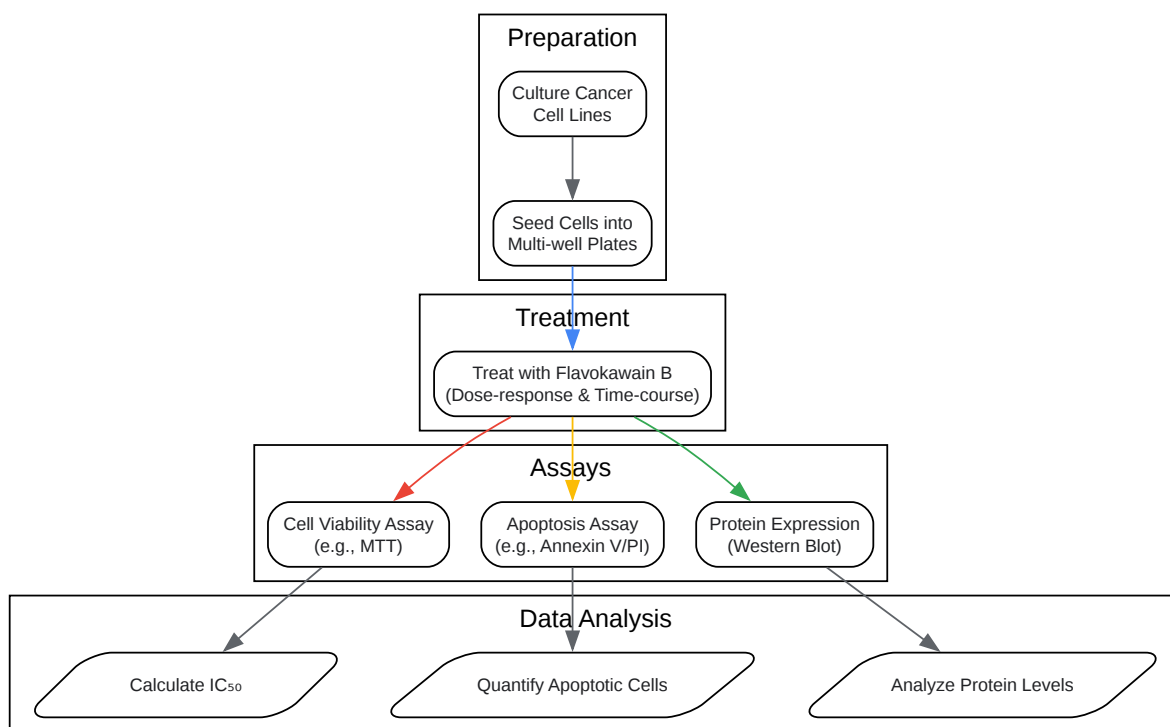 Preparation
Culture Cancer
Cell Lines
Seed Cells into
Multi-well Plates
Treatment
Treat with Flavokawain B
(Dose-response & Time-course)
Assays
Cell Viability Assay
(e.g., MTT)
Apoptosis Assay
(e.g., Annexin V/PI)
Protein Expression
(Western Blot)
Data Analysis
Calculate IC₅₀
Quantify Apoptotic Cells
Analyze Protein Levels